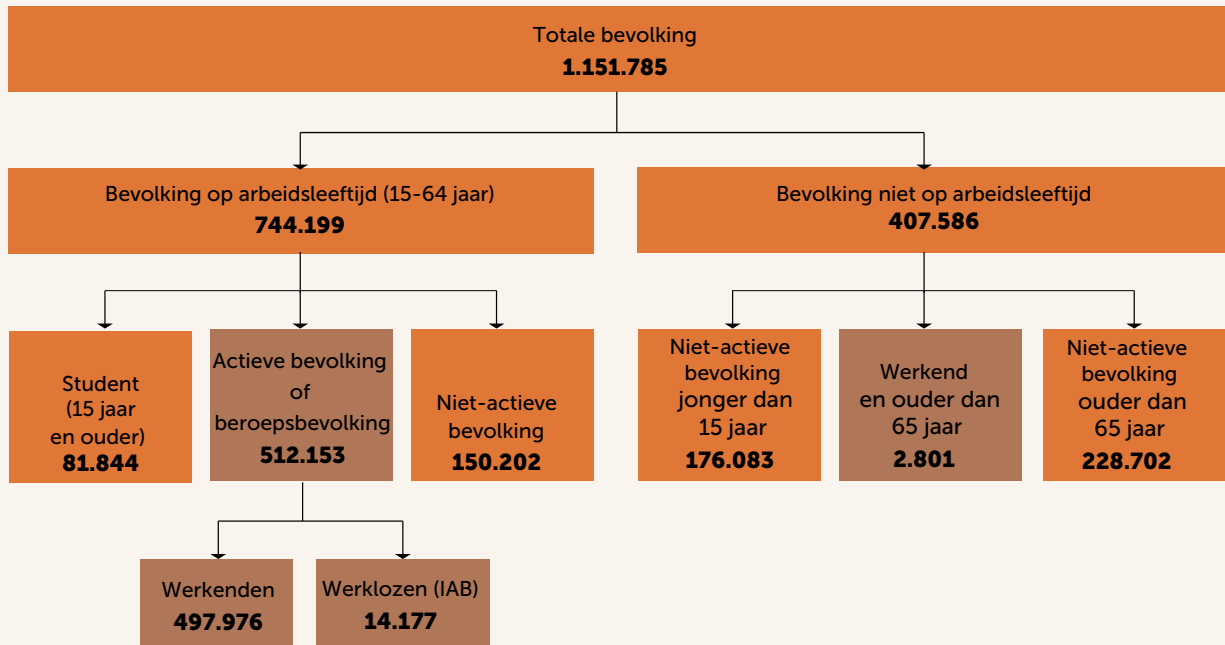 Totale bevolking
1.151.785
Bevolking op arbeidsleeftijd (15-64 jaar)
744.199
Bevolking niet op arbeidsleeftijd
407.586
Student
(15 jaar
en ouder)
81.844
Actieve bevolking
of
beroepsbevolking
512.153
Niet-actieve
bevolking
150.202
Niet-actieve
bevolking
jonger dan
15 jaar
176.083
Werkend
en ouder dan
65 jaar
2.801
Niet-actieve
bevolking
ouder dan
65 jaar
228.702
Werkenden
497.976
Werklozen (IAB)
14.177